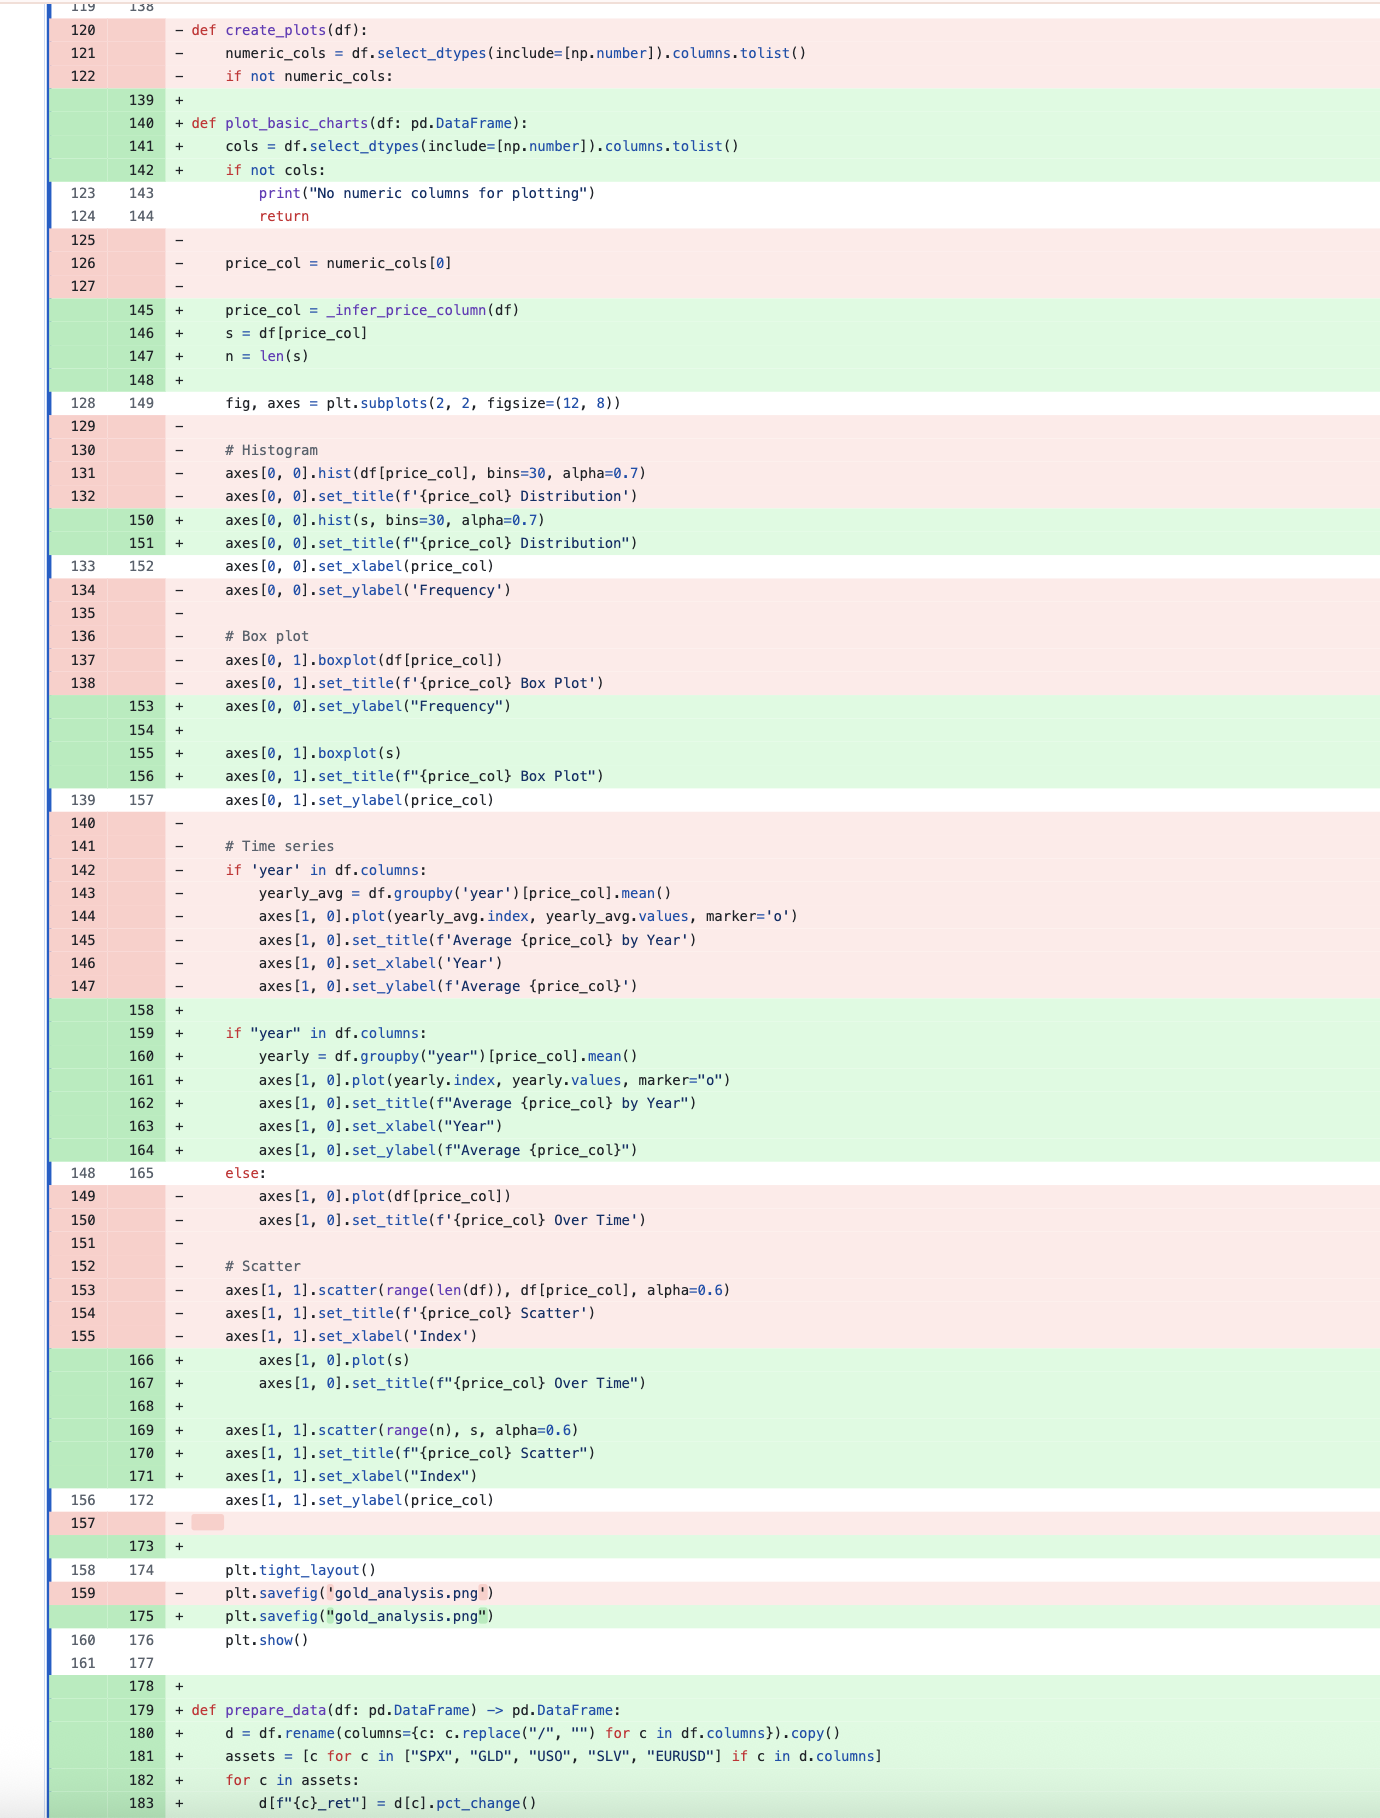 119 138
120 - def create_plots(df):
121 - numeric_cols = df.select_dtypes(include=[np.number]).columns.tolist()
122 - if not numeric_cols:
139 +
140 + def plot_basic_charts(df: pd.DataFrame):
141 + cols = df.select_dtypes(include=[np.number]).columns.tolist()
142 + if not cols:
123 143 print("No numeric columns for plotting")
124 144 return
125 -
126 - price_col = numeric_cols[0]
127 -
145 + price_col = _infer_price_column(df)
146 + s = df[price_col]
147 + n = len(s)
148 +
128 149 fig, axes = plt.subplots(2, 2, figsize=(12, 8))
129 -
130 - # Histogram
131 - axes[0, 0].hist(df[price_col], bins=30, alpha=0.7)
132 - axes[0, 0].set_title(f'{price_col} Distribution')
150 + axes[0, 0].hist(s, bins=30, alpha=0.7)
151 + axes[0, 0].set_title(f"{price_col} Distribution")
133 152 axes[0, 0].set_xlabel(price_col)
134 - axes[0, 0].set_ylabel('Frequency')
135 -
136 - # Box plot
137 - axes[0, 1].boxplot(df[price_col])
138 - axes[0, 1].set_title(f'{price_col} Box Plot')
153 + axes[0, 0].set_ylabel("Frequency")
154 +
155 + axes[0, 1].boxplot(s)
156 + axes[0, 1].set_title(f"{price_col} Box Plot")
139 157 axes[0, 1].set_ylabel(price_col)
140 -
141 - # Time series
142 - if 'year' in df.columns:
143 - yearly_avg = df.groupby('year')[price_col].mean()
144 - axes[1, 0].plot(yearly_avg.index, yearly_avg.values, marker='o')
145 - axes[1, 0].set_title(f'Average {price_col} by Year')
146 - axes[1, 0].set_xlabel('Year')
147 - axes[1, 0].set_ylabel(f'Average {price_col}')
158 +
159 + if "year" in df.columns:
160 + yearly = df.groupby("year")[price_col].mean()
161 + axes[1, 0].plot(yearly.index, yearly.values, marker="o")
162 + axes[1, 0].set_title(f"Average {price_col} by Year")
163 + axes[1, 0].set_xlabel("Year")
164 + axes[1, 0].set_ylabel(f"Average {price_col}")
148 165 else:
149 - axes[1, 0].plot(df[price_col])
150 - axes[1, 0].set_title(f'{price_col} Over Time')
151 -
152 - # Scatter
153 - axes[1, 1].scatter(range(len(df)), df[price_col], alpha=0.6)
154 - axes[1, 1].set_title(f'{price_col} Scatter')
155 - axes[1, 1].set_xlabel('Index')
166 + axes[1, 0].plot(s)
167 + axes[1, 0].set_title(f"{price_col} Over Time")
168 +
169 + axes[1, 1].scatter(range(n), s, alpha=0.6)
170 + axes[1, 1].set_title(f"{price_col} Scatter")
171 + axes[1, 1].set_xlabel("Index")
156 172 axes[1, 1].set_ylabel(price_col)
157 -
173 +
158 174 plt.tight_layout()
159 - plt.savefig('gold_analysis.png')
175 + plt.savefig("gold_analysis.png")
160 176 plt.show()
161 177
178 +
179 + def prepare_data(df: pd.DataFrame) -> pd.DataFrame:
180 + d = df.rename(columns={c: c.replace("/", "") for c in df.columns}).copy()
181 + assets = [c for c in ["SPX", "GLD", "USO", "SLV", "EURUSD"] if c in d.columns]
182 + for c in assets:
183 + d[f"{c}_ret"] = d[c].pct_change()